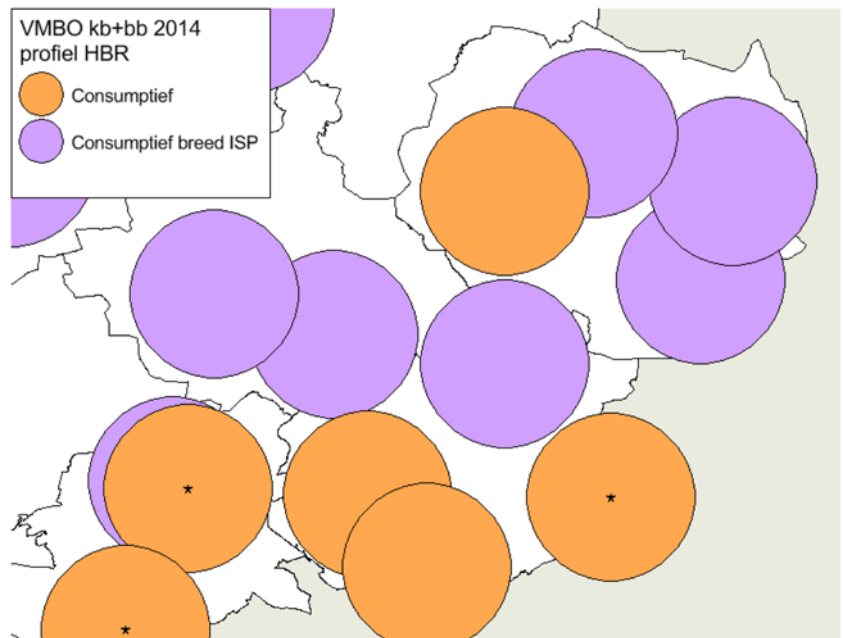 VMBO kb+bb 2014
profiel HBR
Consumptief
Consumptief breed ISP
*
*
*